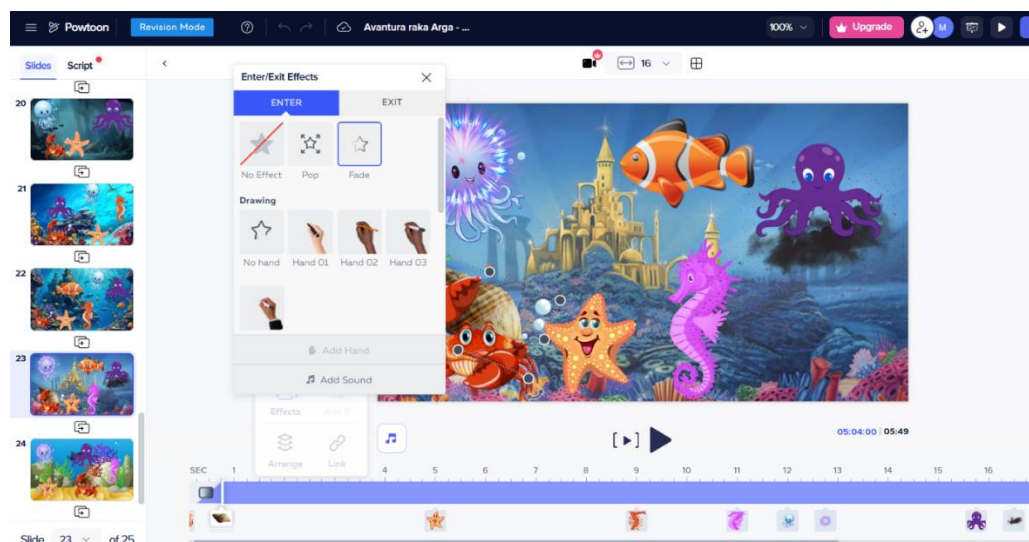 Powtoon
Revision Mode
Avantura raka Arga - ...
100%
Upgrade
M
Slides
Script
16
Enter/Exit Effects
ENTER
EXIT
No Effect
Pop
Fade
Drawing
No hand
Hand 01
Hand 02
Hand 03
Add Hand
Add Sound
Effects
Arrange
Link
20
21
22
23
24
05:04:00 | 05:49
SEC 1 4 5 6 7 8 9 10 11 12 13 14 15 16
Slide 23 of 25